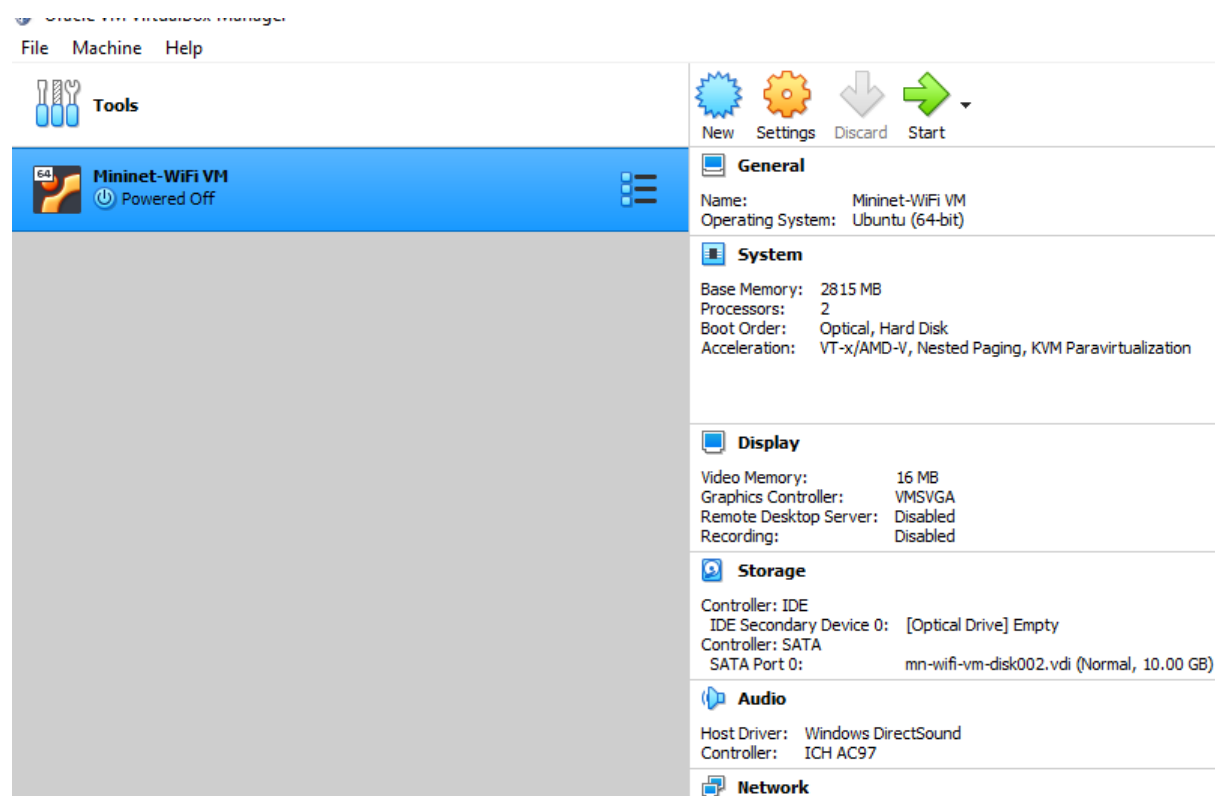 Oracle VM VirtualBox Manager
File Machine Help
Tools
New Settings Discard Start
64
Mininet-WiFi VM
Powered Off
General
Name: Mininet-WiFi VM
Operating System: Ubuntu (64-bit)
System
Base Memory: 2815 MB
Processors: 2
Boot Order: Optical, Hard Disk
Acceleration: VT-x/AMD-V, Nested Paging, KVM Paravirtualization
Display
Video Memory: 16 MB
Graphics Controller: VMSVGA
Remote Desktop Server: Disabled
Recording: Disabled
Storage
Controller: IDE
IDE Secondary Device 0: [Optical Drive] Empty
Controller: SATA
SATA Port 0: mn-wifi-vm-disk002.vdi (Normal, 10.00 GB)
Audio
Host Driver: Windows DirectSound
Controller: ICH AC97
Network